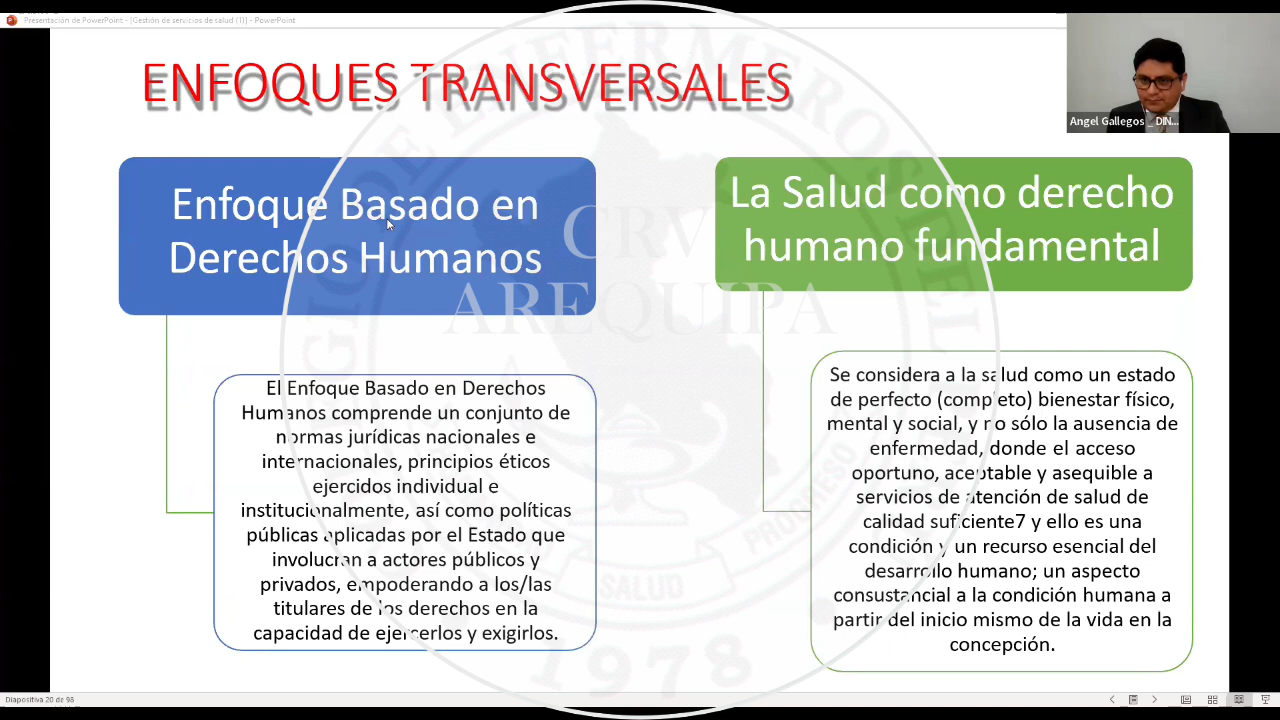 Presentación de PowerPoint - [Gestión de servicios de salud (1)] - PowerPoint
ENFOQUES TRANSVERSALES
Angel Gallegos _ DIN...
Enfoque Basado en
Derechos Humanos
El Enfoque Basado en Derechos
Humanos comprende un conjunto de
normas jurídicas nacionales e
internacionales, principios éticos
ejercidos individual e
institucionalmente, así como políticas
públicas aplicadas por el Estado que
involucran a actores públicos y
privados, empoderando a los/las
titulares de los derechos en la
capacidad de ejercerlos y exigirlos.
La Salud como derecho
humano fundamental
Se considera a la salud como un estado
de perfecto (completo) bienestar físico,
mental y social, y no sólo la ausencia de
enfermedad, donde el acceso
oportuno, aceptable y asequible a
servicios de atención de salud de
calidad suficiente7 y ello es una
condición y un recurso esencial del
desarrollo humano; un aspecto
consustancial a la condición humana a
partir del inicio mismo de la vida en la
concepción.
CRV
AREQUIPA
PROGRESO
SALUD
1978
Diapositiva 20 de 98